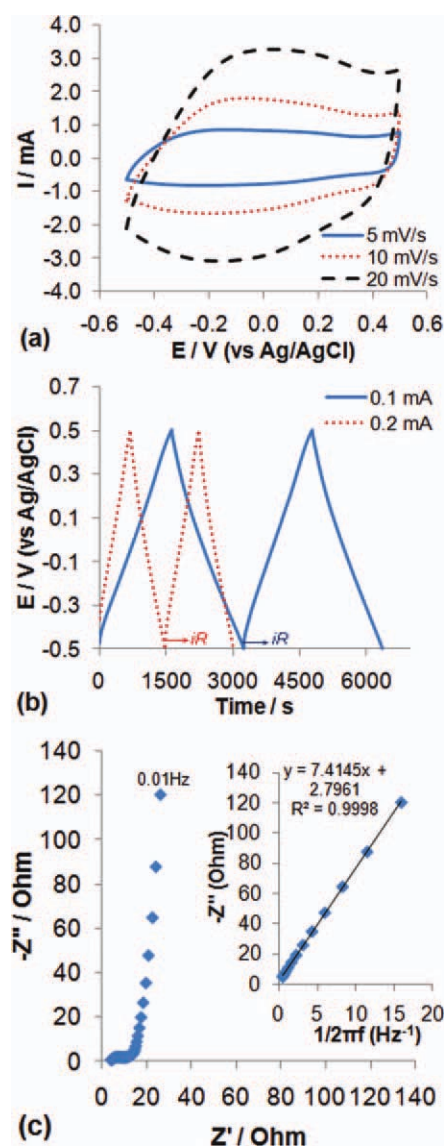 4.0
3.0
2.0
1.0
0.0
-1.0
-2.0
-3.0
-4.0
I / mA
5 mV/s
10 mV/s
20 mV/s
-0.6 -0.4 -0.2 0.0 0.2 0.4 0.6
(a) E / V (vs Ag/AgCl)
0.7
0.5
0.3
0.1
-0.1
-0.3
-0.5
E / V (vs Ag/AgCl)
0.1 mA
0.2 mA
iR
iR
0 1500 3000 4500 6000
(b) Time / s
140
120
100
80
60
40
20
0
-Z" / Ohm
0.01Hz
y = 7.4145x +
2.7961
R² = 0.9998
140
120
100
80
60
40
20
0
-Z" (Ohm)
0 5 10 15 20
1/2πf (Hz⁻¹)
0 20 40 60 80 100 120 140
(c) Z' / Ohm